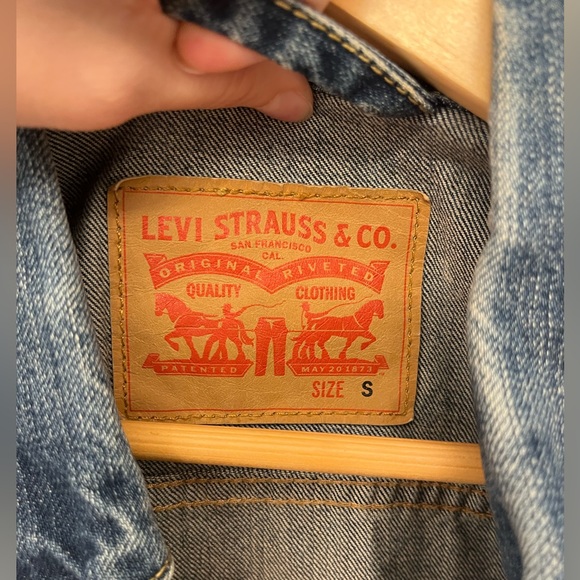 LEVI STRAUSS & CO.
SAN FRANCISCO
CAL.
ORIGINAL RIVETED
QUALITY CLOTHING
PATENTED MAY 20 1873
SIZE S